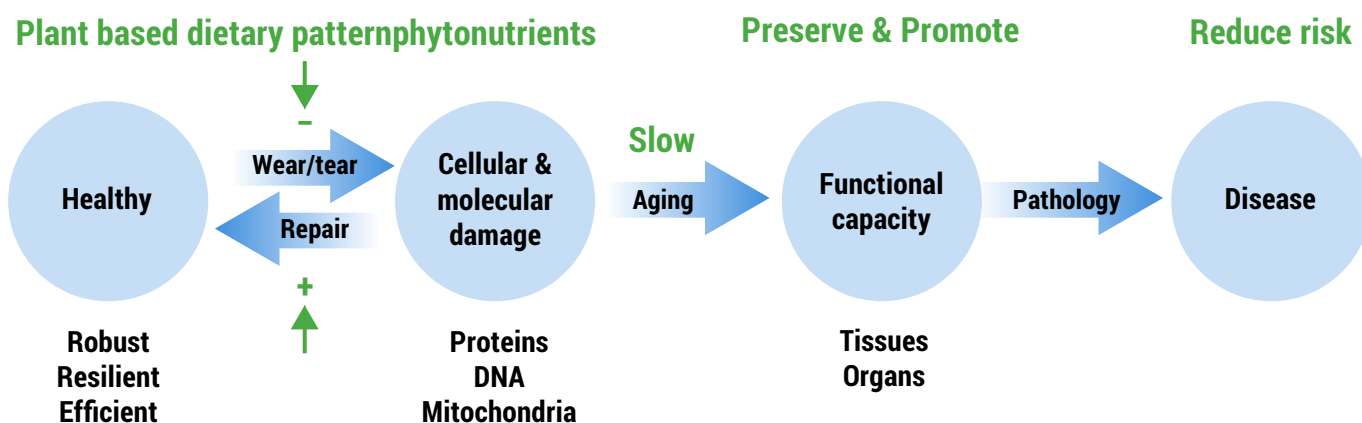 Plant based dietary patternphytonutrients
Preserve & Promote
Reduce risk
–
Slow
Healthy
Wear/tear
Repair
Cellular &
molecular
damage
Aging
Functional
capacity
Pathology
Disease
+
Robust
Resilient
Efficient
Proteins
DNA
Mitochondria
Tissues
Organs